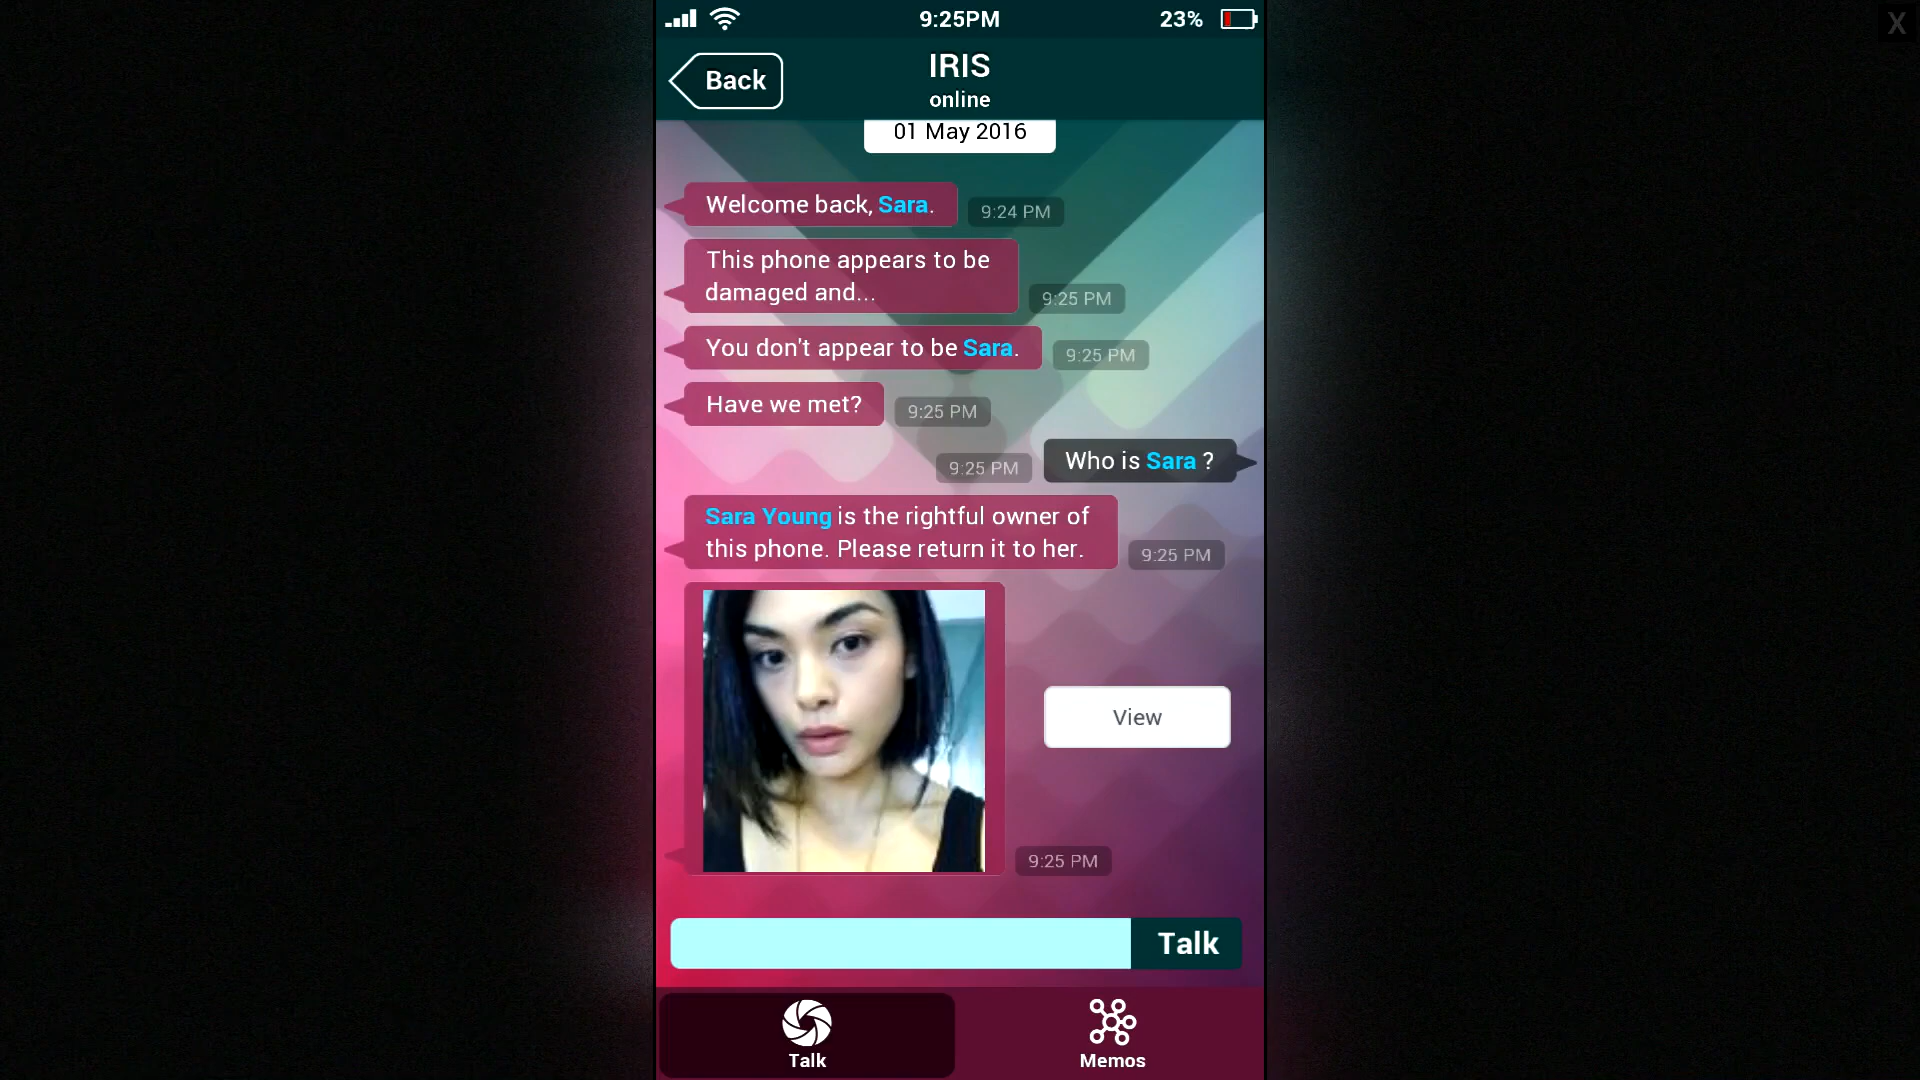 9:25PM
23%
X
Back
IRIS
online
01 May 2016
Welcome back, Sara.
9:24 PM
This phone appears to be
damaged and...
9:25 PM
You don't appear to be Sara.
9:25 PM
Have we met?
9:25 PM
9:25 PM
Who is Sara ?
Sara Young is the rightful owner of
this phone. Please return it to her.
9:25 PM
View
9:25 PM
Talk
Talk
Memos